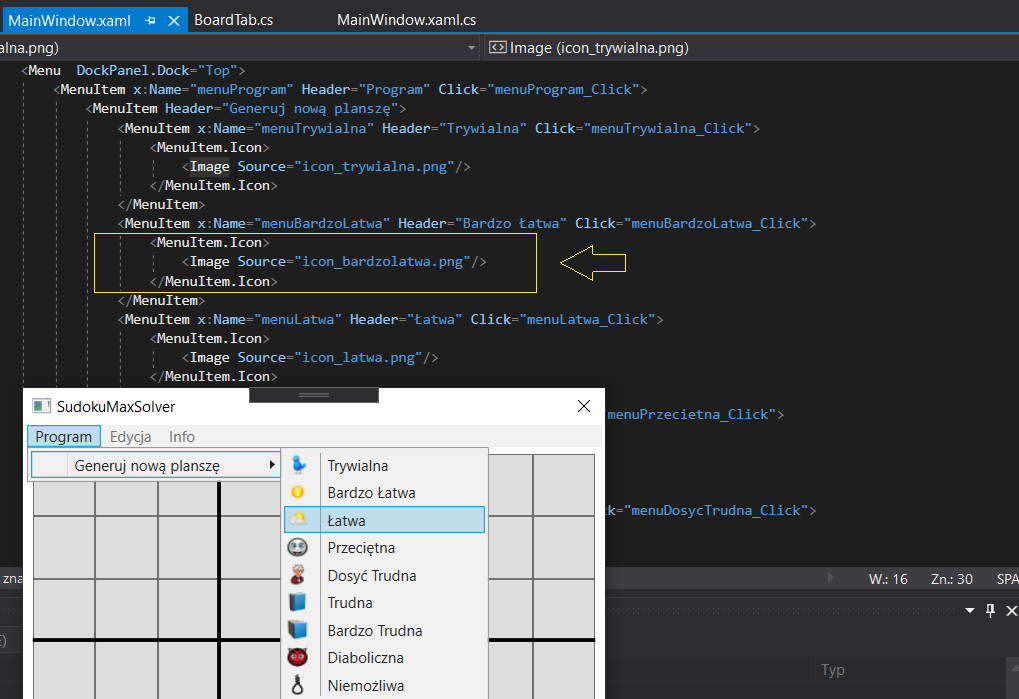 MainWindow.xaml BoardTab.cs MainWindow.xaml.cs
alna.png) Image (icon_trywialna.png)
<Menu  DockPanel.Dock="Top">
<MenuItem x:Name="menuProgram" Header="Program" Click="menuProgram_Click">
<MenuItem Header="Generuj nową planszę">
<MenuItem x:Name="menuTrywialna" Header="Trywialna" Click="menuTrywialna_Click">
<MenuItem.Icon>
<Image Source="icon_trywialna.png"/>
</MenuItem.Icon>
</MenuItem>
<MenuItem x:Name="menuBardzoLatwa" Header="Bardzo Łatwa" Click="menuBardzoLatwa_Click">
<MenuItem.Icon>
<Image Source="icon_bardzolatwa.png"/>
</MenuItem.Icon>
</MenuItem>
<MenuItem x:Name="menuLatwa" Header="Łatwa" Click="menuLatwa_Click">
<MenuItem.Icon>
<Image Source="icon_latwa.png"/>
</MenuItem.Icon>
menuPrzecietna_Click">
k="menuDosycTrudna_Click">
SudokuMaxSolver
Program Edycja Info
Generuj nową planszę
Trywialna
Bardzo Łatwa
Łatwa
Przeciętna
Dosyć Trudna
Trudna
Bardzo Trudna
Diaboliczna
Niemożliwa
zna
W.: 16 Zn.: 30 SPA
Typ